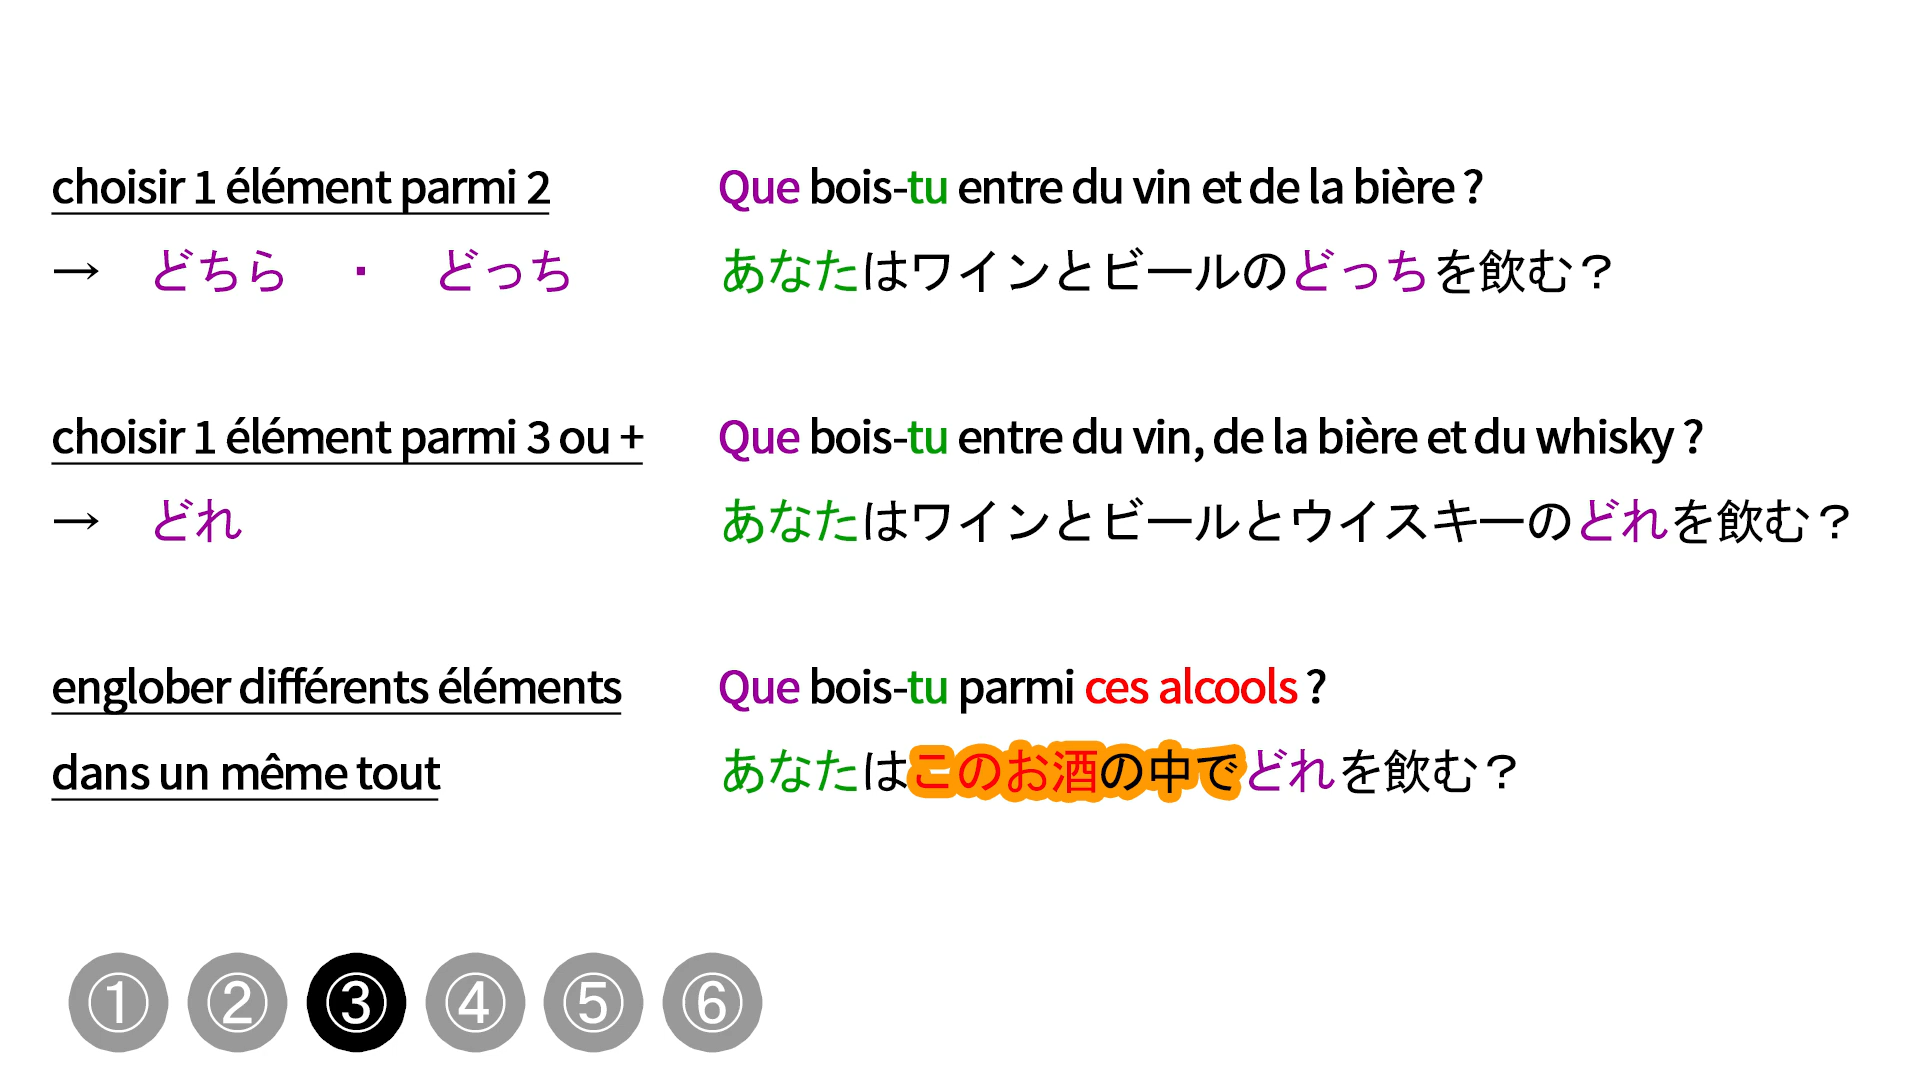 choisir 1 élément parmi 2
→ どちら ・ どっち
Que bois-tu entre du vin et de la bière ?
あなたはワインとビールのどっちを飲む？
choisir 1 élément parmi 3 ou +
→ どれ
Que bois-tu entre du vin, de la bière et du whisky ?
あなたはワインとビールとウイスキーのどれを飲む？
englober différents éléments
dans un même tout
Que bois-tu parmi ces alcools ?
あなたはこのお酒の中でどれを飲む？
① ② ③ ④ ⑤ ⑥